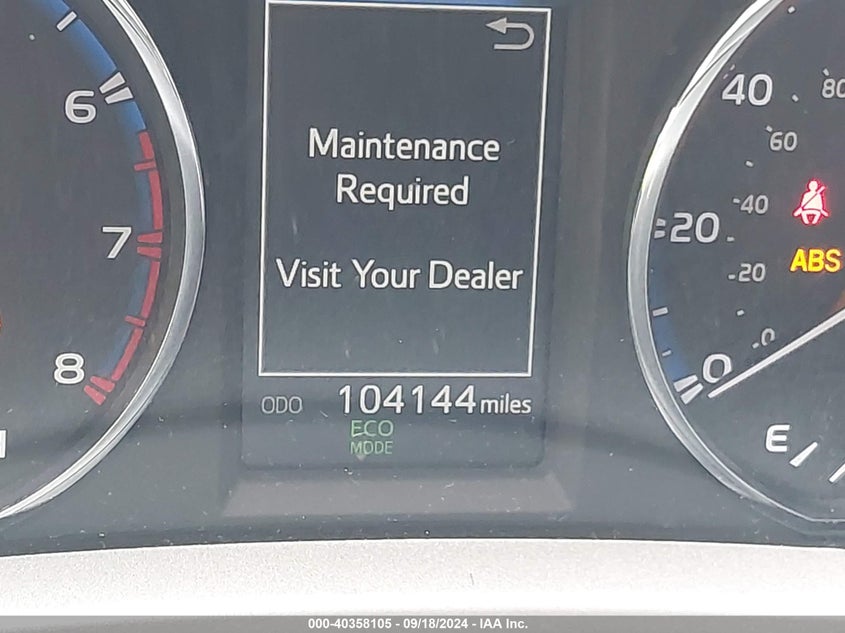 6
7
8
Maintenance
Required
Visit Your Dealer
ODO 104144 miles
ECO
MODE
40
80
60
40
20
20
0
0
ABS
E
000-40358105 - 09/18/2024 - IAA Inc.